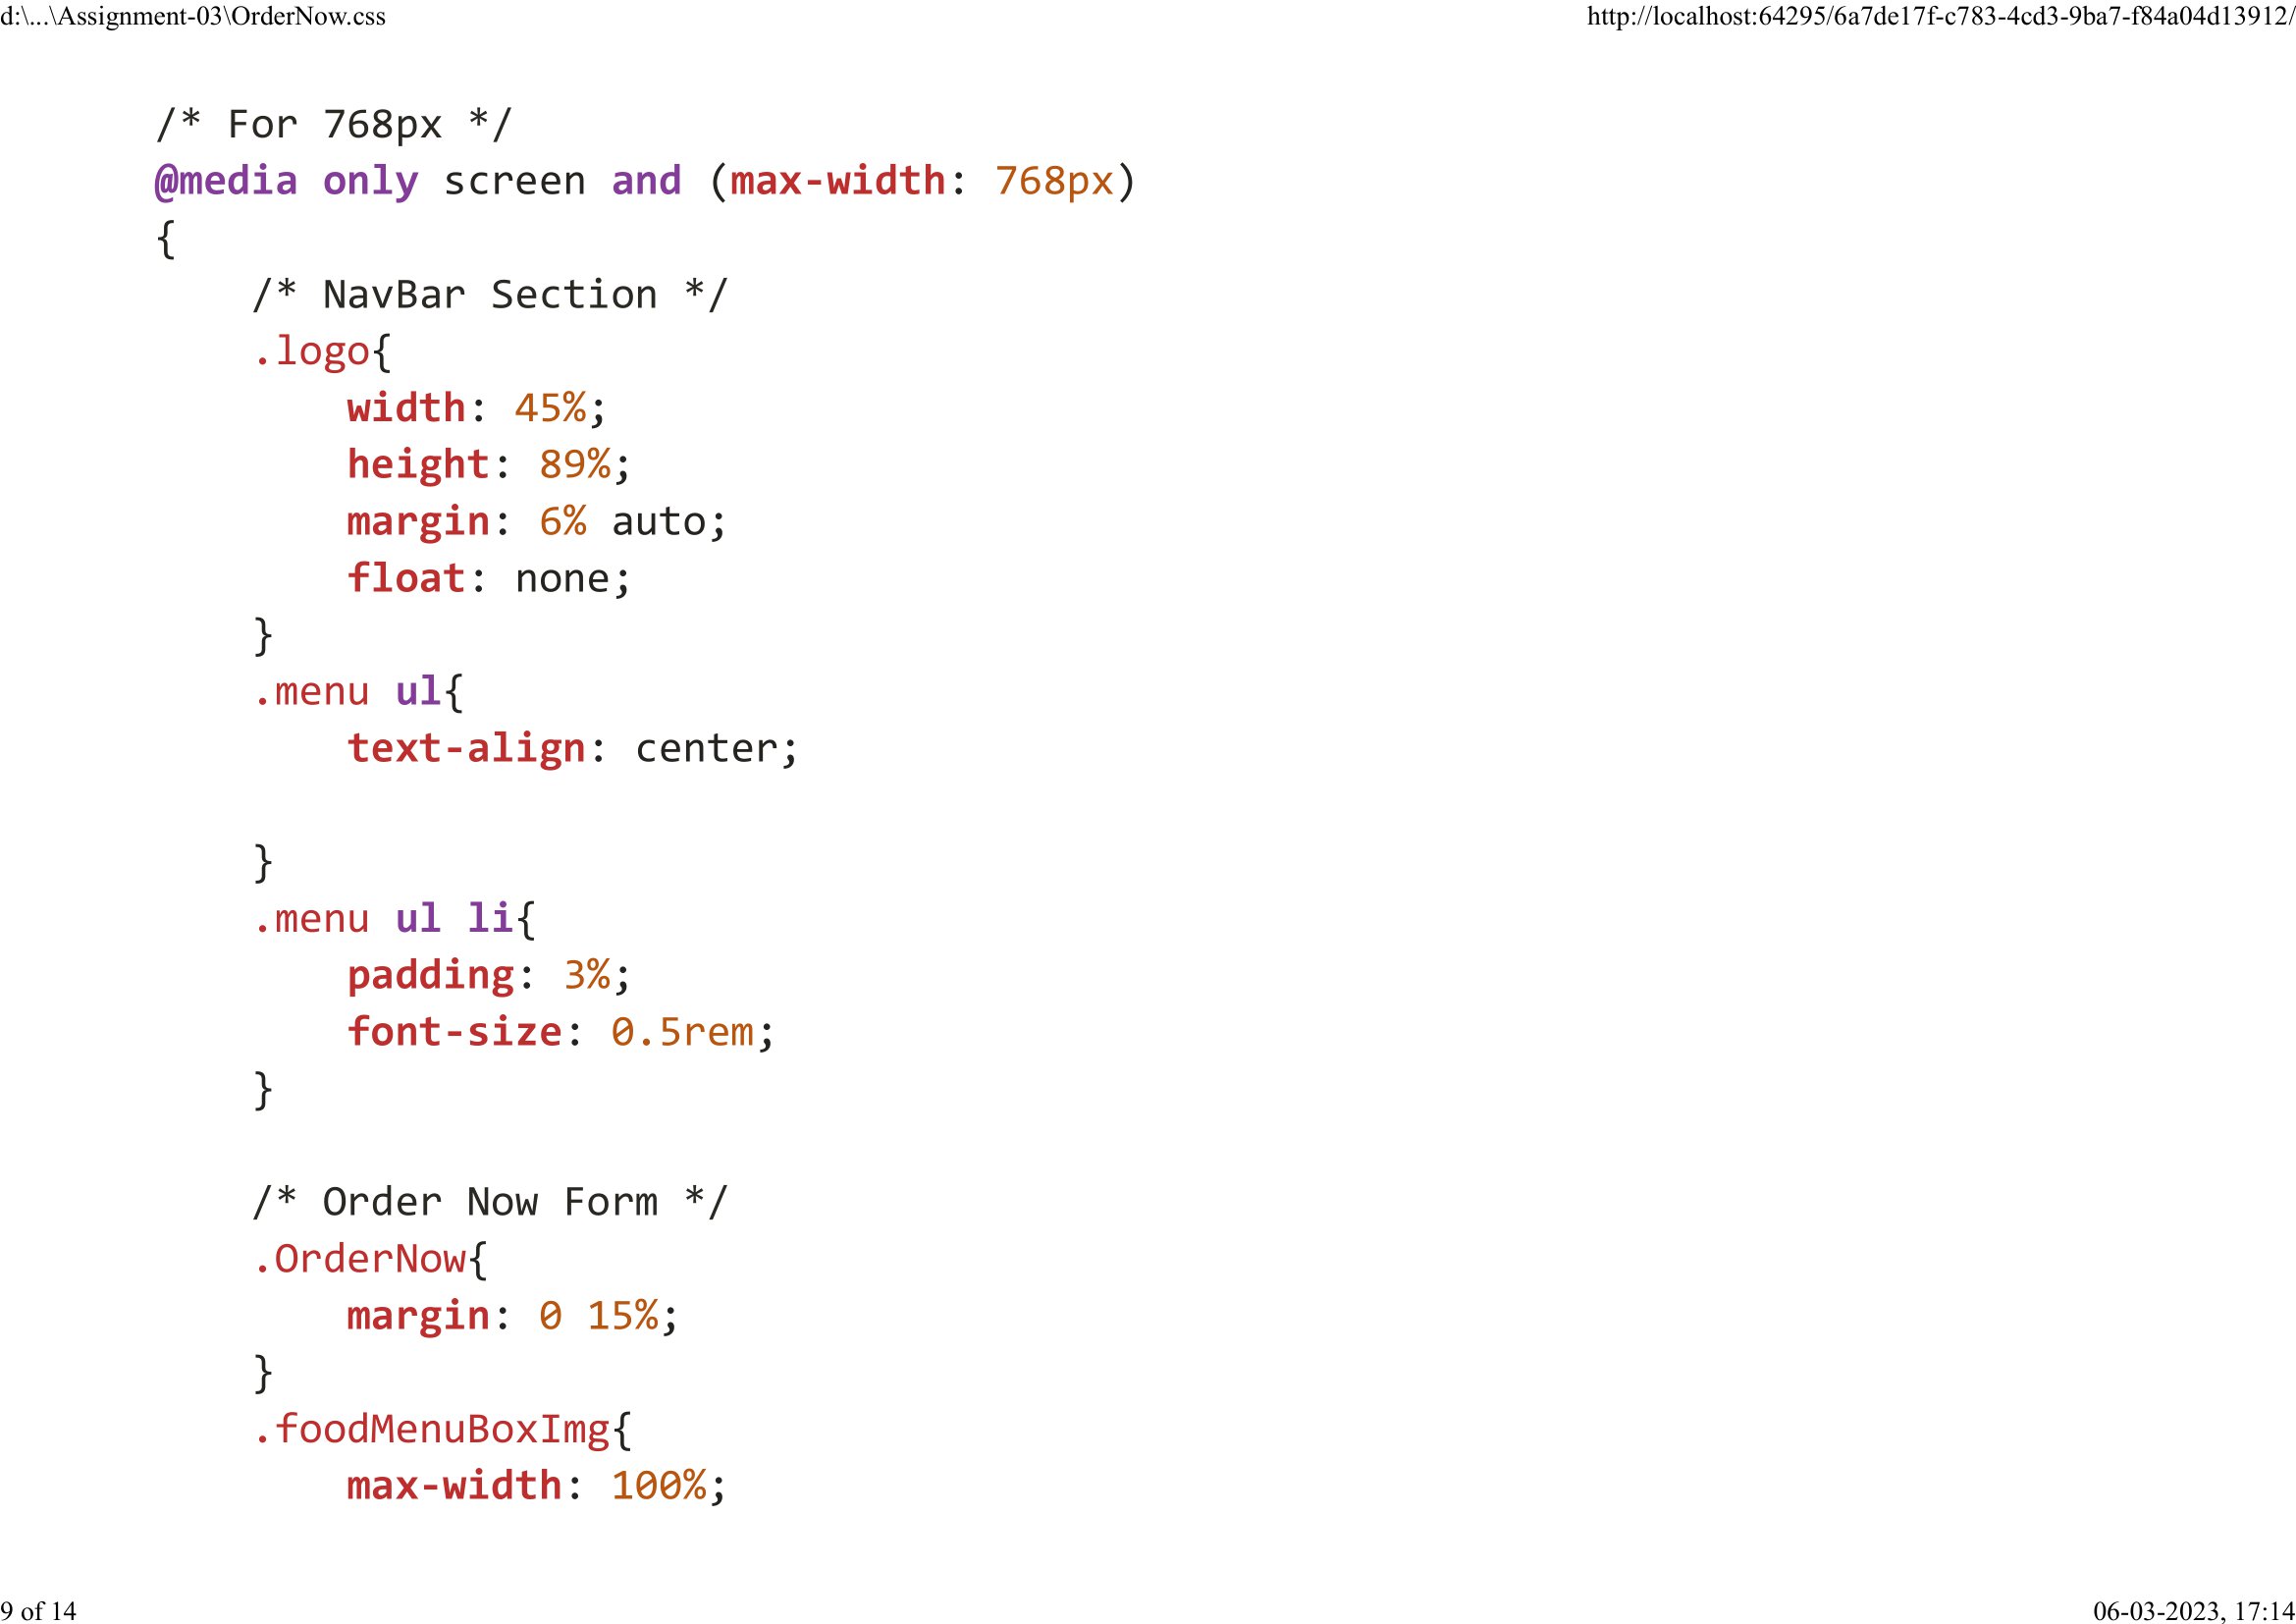 d:\...\Assignment-03\OrderNow.css http://localhost:64295/6a7de17f-c783-4cd3-9ba7-f84a04d13912/
/* For 768px */
@media only screen and (max-width: 768px)
{
    /* NavBar Section */
    .logo{
        width: 45%;
        height: 89%;
        margin: 6% auto;
        float: none;
    }
    .menu ul{
        text-align: center;

    }
    .menu ul li{
        padding: 3%;
        font-size: 0.5rem;
    }

    /* Order Now Form */
    .OrderNow{
        margin: 0 15%;
    }
    .foodMenuBoxImg{
        max-width: 100%;
9 of 14 06-03-2023, 17:14